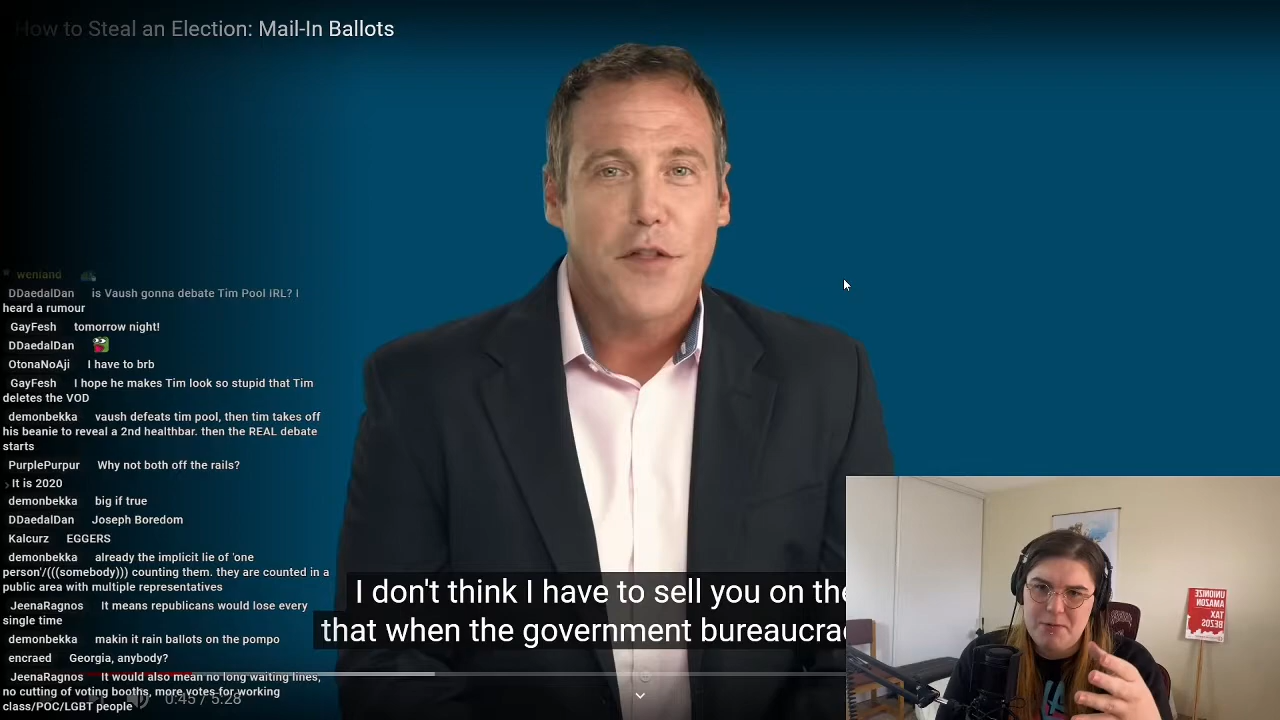 How to Steal an Election: Mail-In Ballots
wenland
DDaedalDan is Vaush gonna debate Tim Pool IRL? I
heard a rumour
GayFesh tomorrow night!
DDaedalDan
OtonaNoAji I have to brb
GayFesh I hope he makes Tim look so stupid that Tim
deletes the VOD
demonbekka vaush defeats tim pool, then tim takes off
his beanie to reveal a 2nd healthbar. then the REAL debate
starts
PurplePurpur Why not both off the rails?
It is 2020
demonbekka big if true
DDaedalDan Joseph Boredom
Kalcurz EGGERS
demonbekka already the implicit lie of 'one
person'/(((somebody))) counting them. they are counted in a
public area with multiple representatives
JeenaRagnos It means republicans would lose every
single time
demonbekka makin it rain ballots on the pompo
encraed Georgia, anybody?
JeenaRagnos It would also mean no long waiting lines,
no cutting of voting booths, more votes for working
class/POC/LGBT people
0:45 / 5:28
I don't think I have to sell you on the
that when the government
UNIONIZE
AMAZON
TAX
BEZOS